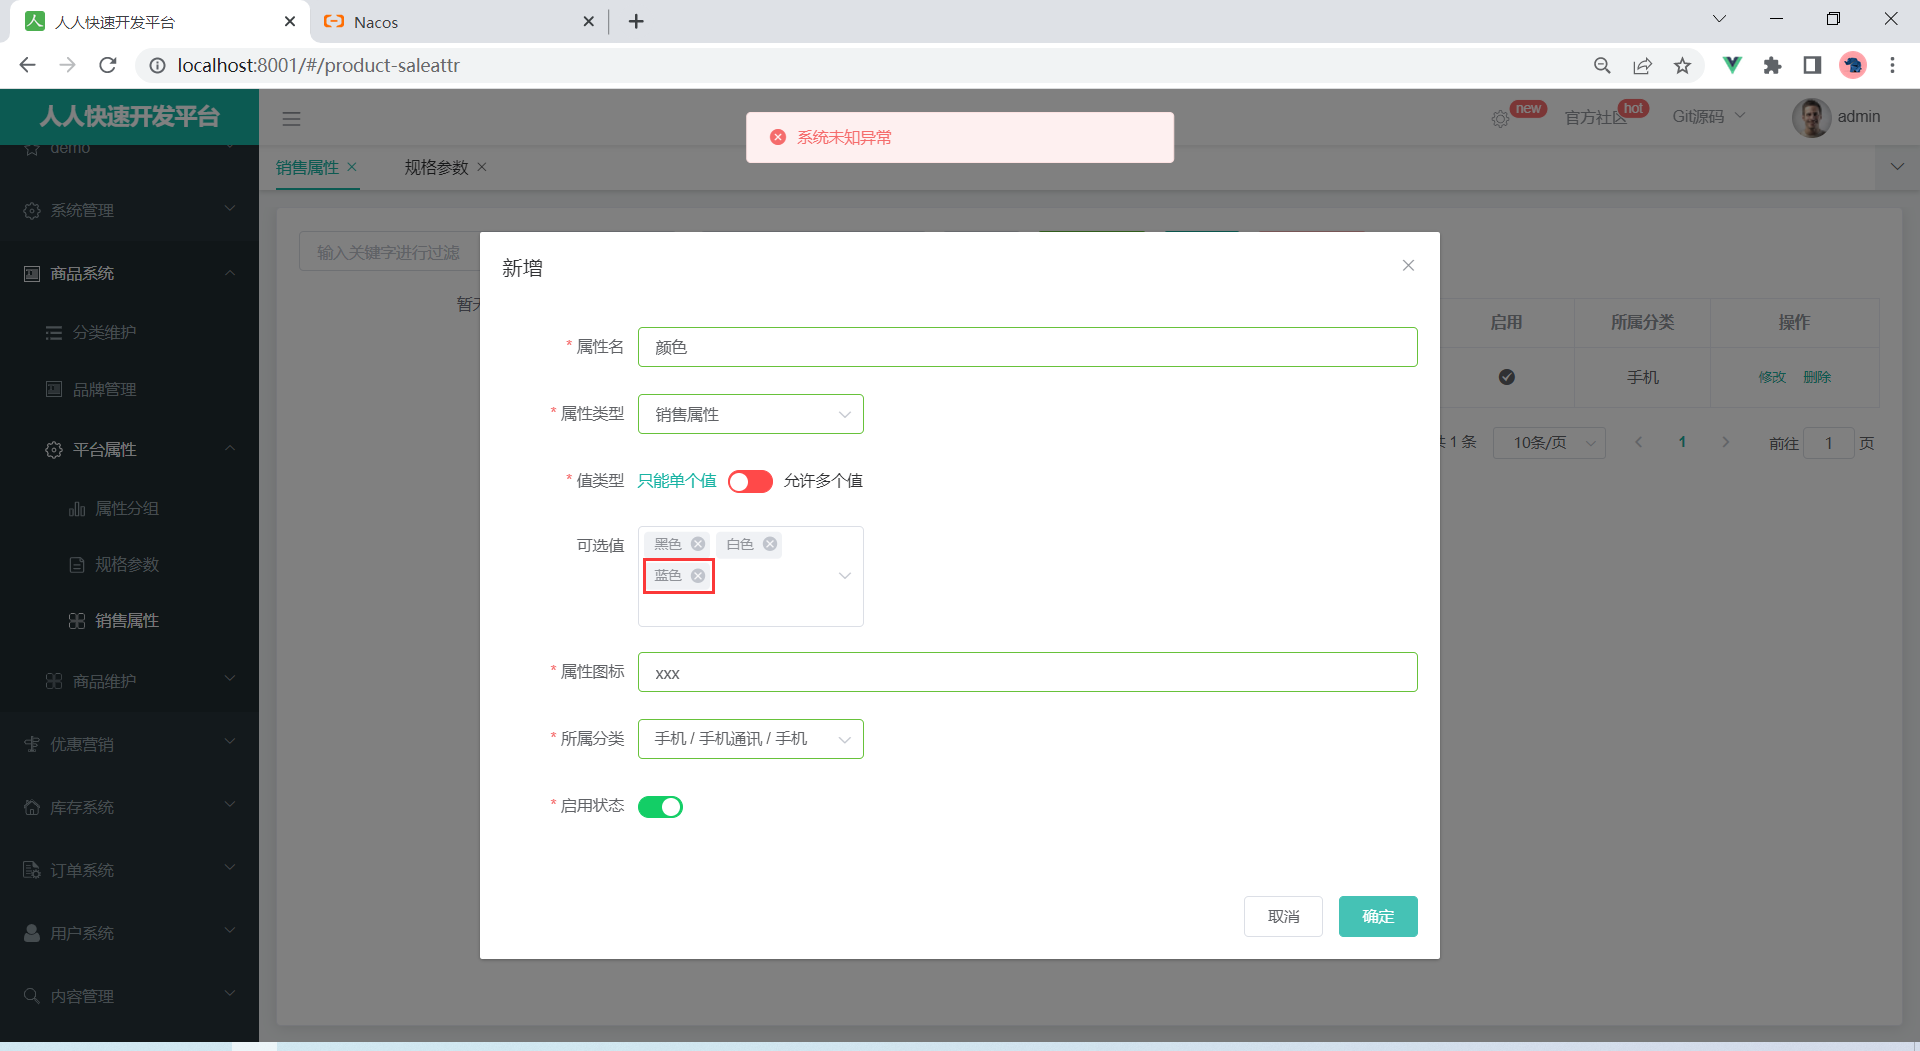 人人快速开发平台
Nacos
localhost:8001/#/product-saleattr
人人快速开发平台
系统未知异常
new
官方社区
hot
Git源码
admin
demo
销售属性
规格参数
系统管理
商品系统
分类维护
品牌管理
平台属性
属性分组
规格参数
销售属性
商品维护
优惠营销
库存系统
订单系统
用户系统
内容管理
输入关键字进行过滤
启用
所属分类
操作
手机
修改
删除
1 条
10条/页
1
前往
1
页
新增
* 属性名
颜色
* 属性类型
销售属性
* 值类型
只能单个值
允许多个值
可选值
黑色
白色
蓝色
* 属性图标
xxx
* 所属分类
手机 / 手机通讯 / 手机
* 启用状态
取消
确定